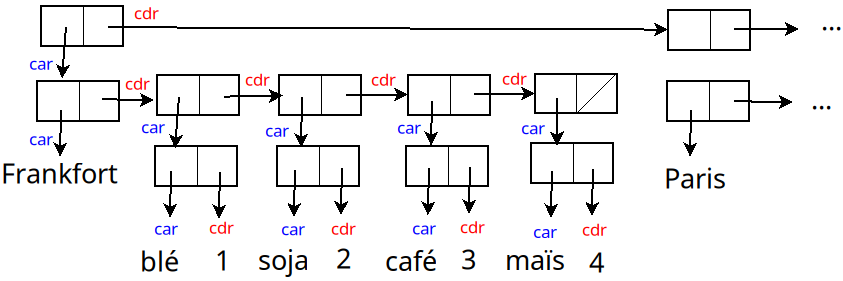 cdr
...
car
cdr cdr cdr cdr
...
car car car car car
Frankfort Paris
car cdr car cdr car cdr car cdr
blé 1 soja 2 café 3 maïs 4